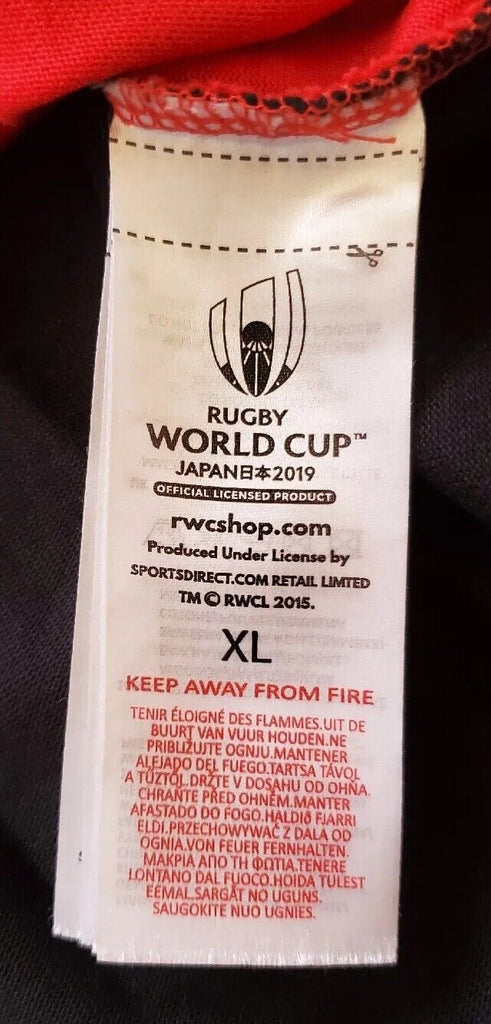 RUGBY
WORLD CUP™
JAPAN日本2019
OFFICIAL LICENSED PRODUCT
rwcshop.com
Produced Under License by
SPORTSDIRECT.COM RETAIL LIMTED
TM © RWCL 2015.
XL
KEEP AWAY FROM FIRE
TENIR ÉLOIGNÉ DES FLAMMES.UIT DE
BUURT VAN VUUR HOUDEN.NE
PRIBLIŽUJTE OGNJU.MANTENER
ALEJADO DEL FUEGO.TARTSA TÁVOL
A TŰZTŐL.DRŽTE V DOSAHU OD OHŇA.
CHRAŇTE PŘED OHNĚM.MANTER
AFASTADO DO FOGO.HALDIÐ FJARRI
ELDI.PRZECHOWYWAĆ Z DALA OD
OGNIA.VON FEUER FERNHALTEN.
ΜΑΚΡΙΑ ΑΠΟ ΤΗ ΦΩΤΙΑ.TENERE
LONTANO DAL FUOCO.HOIDA TULEST
EEMAL.SARGĀT NO UGUNS.
SAUGOKITE NUO UGNIES.